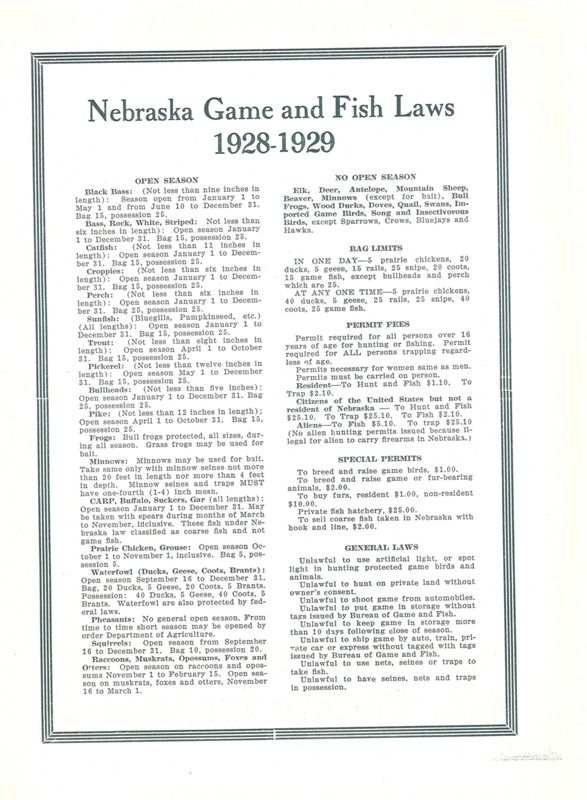 Nebraska Game and Fish Laws
1928-1929
OPEN SEASON
Black Bass: (Not less than nine inches in
length): Season open from January 1 to
May 1 and from June 10 to December 31.
Bag 15, possession 25.
Bass, Rock, White, Striped: Not less than
six inches in length): Open season January
1 to December 31. Bag 15, possession 25.
Catfish: (Not less than 11 inches in
length): Open season January 1 to Decem-
ber 31. Bag 15, possession 25.
Croppies: (Not less than six inches in
length): Open season January 1 to Decem-
ber 31. Bag 15, possession 25.
Perch: (Not less than six inches in
length): Open season January 1 to Decem-
ber 31. Bag 25, possession 25.
Sunfish: (Bluegills, Pumpkinseed, etc.)
(All lengths): Open season January 1 to
December 31. Bag 15, possession 25.
Trout: (Not less than eight inches in
length): Open season April 1 to October
31. Bag 15, possession 25.
Pickerel: (Not less than twelve inches in
length): Open season May 1 to December
31. Bag 15, possession 25.
Bullheads: (Not less than five inches):
Open season January 1 to December 31. Bag
25, possession 25.
Pike: (Not less than 12 inches in length);
Open season April 1 to October 31. Bag 15,
possession 25.
Frogs: Bull frogs protected, all sizes, dur-
ing all season. Grass frogs may be used for
bait.
Minnows: Minnows may be used for bait.
Take same only with minnow seines not more
than 20 feet in length nor more than 4 feet
in depth. Minnow seines and traps MUST
have one-fourth (1-4) inch mesh.
CARP, Buffalo, Suckers, Gar (all lengths):
Open season January 1 to December 31. May
be taken with spears during months of March
to November, inclusive. These fish under Ne-
braska law classified as coarse fish and not
game fish.
Prairie Chicken, Grouse: Open season Oc-
tober 1 to November 1, inclusive. Bag 5, pos-
session 5.
Waterfowl (Ducks, Geese, Coots, Brants):
Open season September 16 to December 31.
Bag, 20 Ducks, 5 Geese, 20 Coots, 5 Brants.
Possession: 40 Ducks, 5 Geese, 40 Coots, 5
Brants. Waterfowl are also protected by fed-
eral laws.
Pheasants: No general open season. From
time to time short season may be opened by
order Department of Agriculture.
Squirrels: Open season from September
16 to December 31. Bag 10, possession 20.
Raccoons, Muskrats, Opossums, Foxes and
Otters: Open season on raccoons and opos-
sums November 1 to February 15. Open sea-
son on muskrats, foxes and otters, November
16 to March 1.
NO OPEN SEASON
Elk, Deer, Antelope, Mountain Sheep,
Beaver, Minnows (except for bait), Bull
Frogs, Wood Ducks, Doves, Quail, Swans, Im-
ported Game Birds, Song and Insectivorous
Birds, except Sparrows, Crows, Bluejays and
Hawks.
BAG LIMITS
IN ONE DAY—5 prairie chickens, 20
ducks, 5 geese, 15 rails, 25 snipe, 20 coots,
15 game fish, except bullheads and perch
which are 25.
AT ANY ONE TIME—5 prairie chickens,
40 ducks, 5 geese, 25 rails, 25 snipe, 40
coots, 25 game fish.
PERMIT FEES
Permit required for all persons over 16
years of age for hunting or fishing. Permit
required for ALL persons trapping regard-
less of age.
Permits necessary for women same as men.
Permits must be carried on person.
Resident—To Hunt and Fish $1.10. To
Trap $2.10.
Citizens of the United States but not a
resident of Nebraska — To Hunt and Fish
$25.10. To Trap $25.10. To Fish $2.10.
Aliens—To Fish $5.10. To trap $25.10
(No alien hunting permits issued because il-
legal for alien to carry firearms in Nebraska.)
SPECIAL PERMITS
To breed and raise game birds, $1.00.
To breed and raise game or fur-bearing
animals, $2.00.
To buy furs, resident $1.00, non-resident
$10.00.
Private fish hatchery, $25.00.
To sell coarse fish taken in Nebraska with
hook and line, $2.00.
GENERAL LAWS
Unlawful to use artificial light, or spot
light in hunting protected game birds and
animals.
Unlawful to hunt on private land without
owner's consent.
Unlawful to shoot game from automobiles.
Unlawful to put game in storage without
tags issued by Bureau of Game and Fish.
Unlawful to keep game in storage more
than 10 days following close of season.
Unlawful to ship game by auto, train, pri-
vate car or express without tagged with tags
issued by Bureau of Game and Fish.
Unlawful to use nets, seines or traps to
take fish.
Unlawful to have seines, nets and traps
in possession.